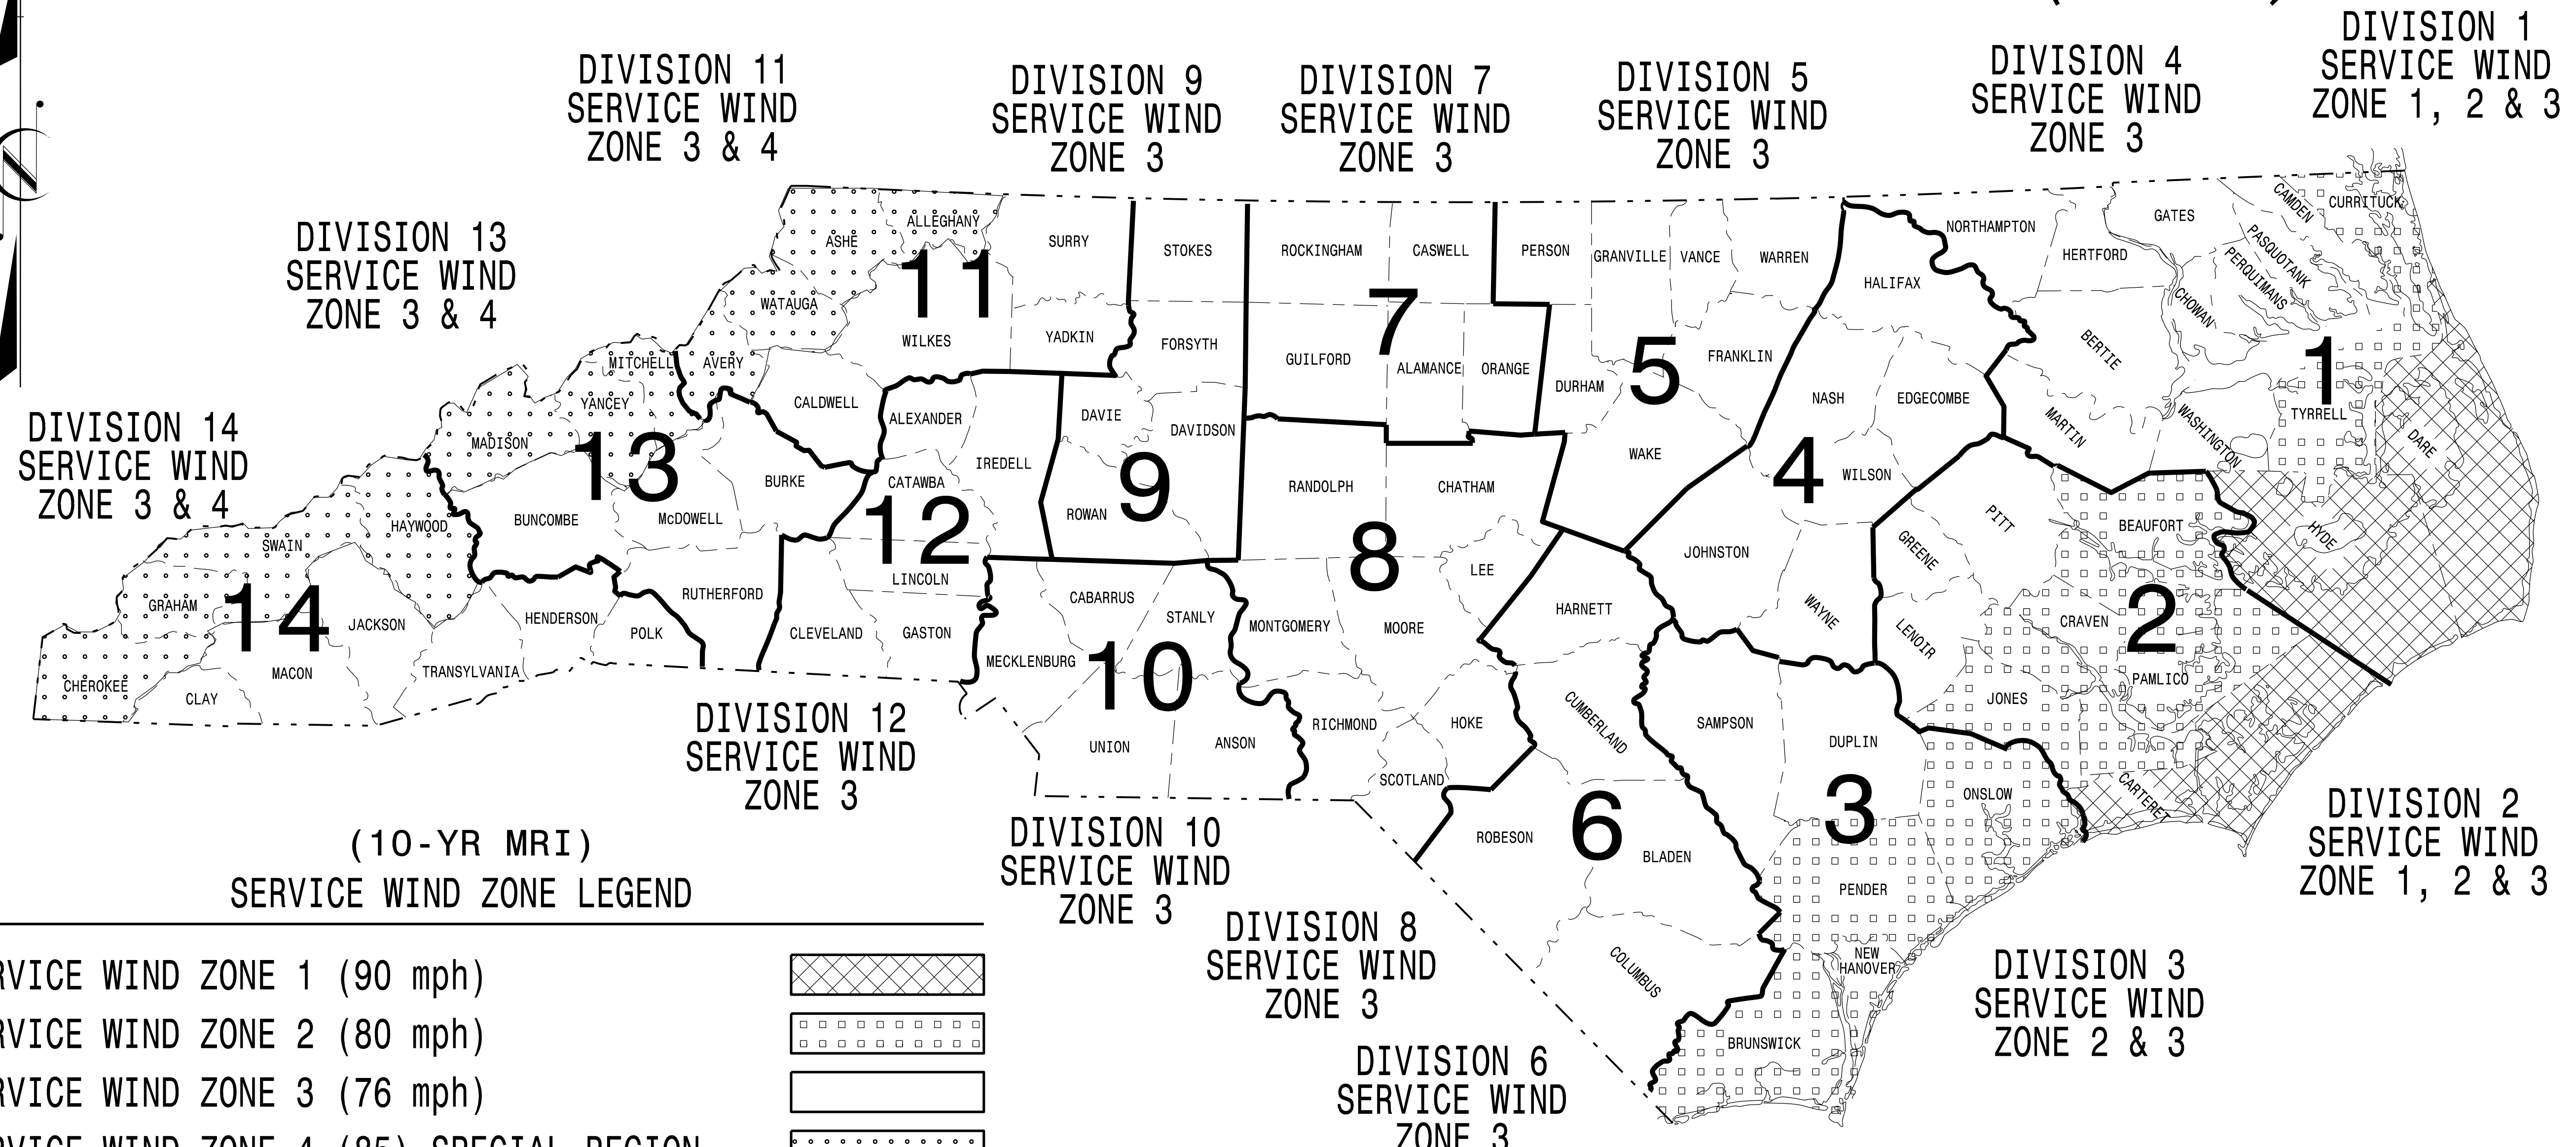 DIVISION 11
SERVICE WIND
ZONE 3 & 4
DIVISION 9
SERVICE WIND
ZONE 3
DIVISION 7
SERVICE WIND
ZONE 3
DIVISION 5
SERVICE WIND
ZONE 3
DIVISION 4
SERVICE WIND
ZONE 3
DIVISION 1
SERVICE WIND
ZONE 1, 2 & 3
DIVISION 13
SERVICE WIND
ZONE 3 & 4
DIVISION 14
SERVICE WIND
ZONE 3 & 4
N
CHEROKEE
GRAHAM
SWAIN
CLAY
MACON
JACKSON
HAYWOOD
TRANSYLVANIA
14
HENDERSON
POLK
MADISON
YANCEY
MITCHELL
BUNCOMBE
McDOWELL
BURKE
RUTHERFORD
13
AVERY
WATAUGA
ASHE
ALLEGHANY
WILKES
CALDWELL
SURRY
YADKIN
11
ALEXANDER
IREDELL
CATAWBA
LINCOLN
CLEVELAND
GASTON
12
STOKES
FORSYTH
DAVIE
DAVIDSON
ROWAN
9
CABARRUS
STANLY
MECKLENBURG
UNION
ANSON
10
ROCKINGHAM
CASWELL
GUILFORD
ALAMANCE
ORANGE
7
RANDOLPH
CHATHAM
LEE
MONTGOMERY
MOORE
RICHMOND
HOKE
SCOTLAND
8
PERSON
GRANVILLE
VANCE
WARREN
FRANKLIN
DURHAM
WAKE
5
HALIFAX
NASH
EDGECOMBE
WILSON
JOHNSTON
WAYNE
4
HARNETT
CUMBERLAND
ROBESON
BLADEN
COLUMBUS
6
SAMPSON
DUPLIN
ONSLOW
PENDER
NEW
HANOVER
BRUNSWICK
3
NORTHAMPTON
HERTFORD
GATES
CAMDEN
CURRITUCK
PASQUOTANK
PERQUIMANS
CHOWAN
BERTIE
MARTIN
WASHINGTON
TYRRELL
DARE
HYDE
1
PITT
GREENE
LENOIR
BEAUFORT
CRAVEN
PAMLICO
JONES
CARTERET
2
DIVISION 12
SERVICE WIND
ZONE 3
DIVISION 10
SERVICE WIND
ZONE 3
DIVISION 8
SERVICE WIND
ZONE 3
DIVISION 6
SERVICE WIND
ZONE 3
DIVISION 3
SERVICE WIND
ZONE 2 & 3
DIVISION 2
SERVICE WIND
ZONE 1, 2 & 3
(10-YR MRI)
SERVICE WIND ZONE LEGEND
RVICE WIND ZONE 1 (90 mph)
RVICE WIND ZONE 2 (80 mph)
RVICE WIND ZONE 3 (76 mph)
RVICE WIND ZONE 4 (85) SPECIAL REGION